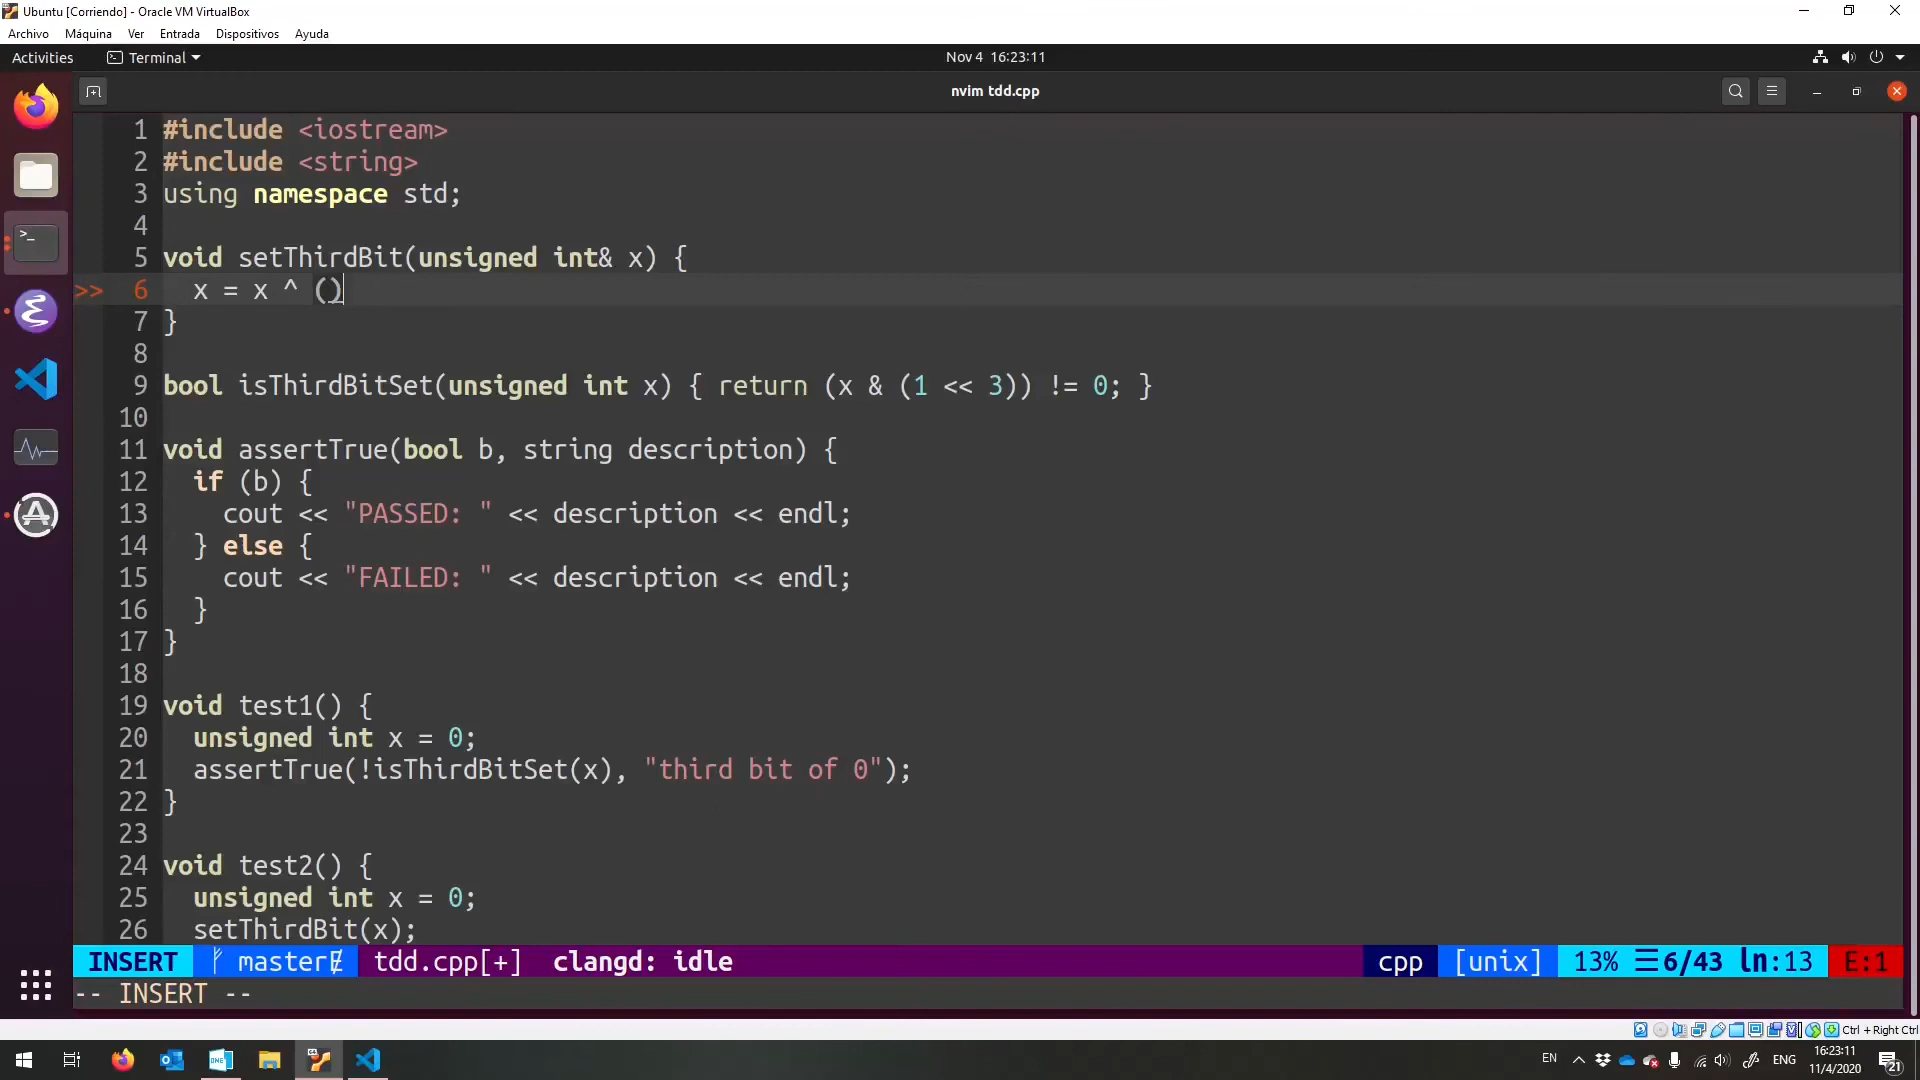 Ubuntu [Corriendo] - Oracle VM VirtualBox
Archivo Máquina Ver Entrada Dispositivos Ayuda
Activities Terminal Nov 4 16:23:11
nvim tdd.cpp
1 #include <iostream>
2 #include <string>
3 using namespace std;
4
5 void setThirdBit(unsigned int& x) {
>> 6   x = x ^ ()
7 }
8
9 bool isThirdBitSet(unsigned int x) { return (x & (1 << 3)) != 0; }
10
11 void assertTrue(bool b, string description) {
12   if (b) {
13     cout << "PASSED: " << description << endl;
14   } else {
15     cout << "FAILED: " << description << endl;
16   }
17 }
18
19 void test1() {
20   unsigned int x = 0;
21   assertTrue(!isThirdBitSet(x), "third bit of 0");
22 }
23
24 void test2() {
25   unsigned int x = 0;
26   setThirdBit(x);
INSERT master tdd.cpp[+] clangd: idle cpp [unix] 13% ☰6/43 ln:13 E:1
-- INSERT --
Ctrl + Right Ctrl
EN ENG 16:23:11
11/4/2020
21